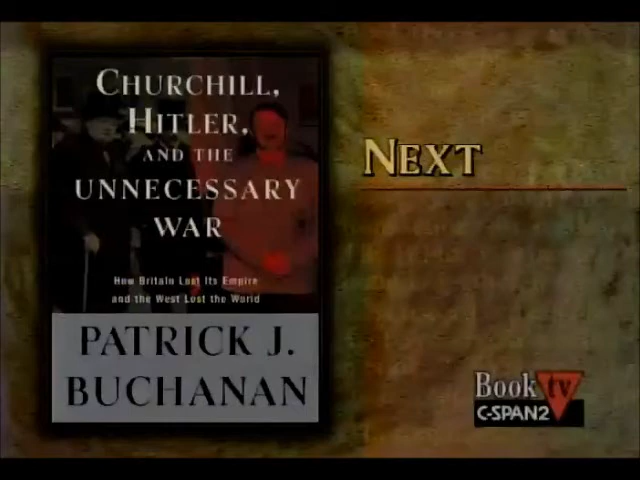 CHURCHILL,
HITLER,
AND THE
UNNECESSARY
WAR
How Britain Lost Its Empire
and the West Lost the World
PATRICK J.
BUCHANAN
NEXT
Book tv
C-SPAN2